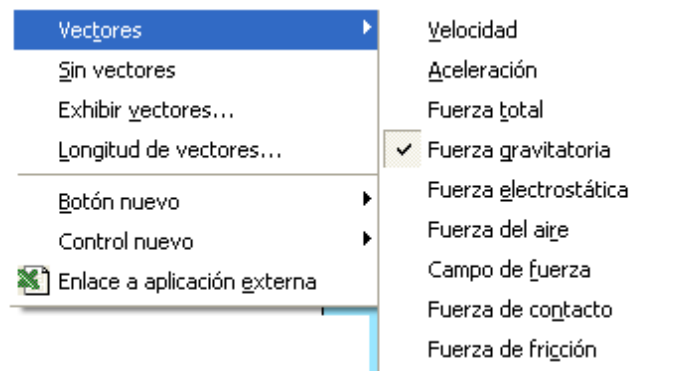 Vectores
Sin vectores
Exhibir vectores...
Longitud de vectores...
Botón nuevo
Control nuevo
Enlace a aplicación externa
Velocidad
Aceleración
Fuerza total
Fuerza gravitatoria
Fuerza electrostática
Fuerza del aire
Campo de fuerza
Fuerza de contacto
Fuerza de fricción